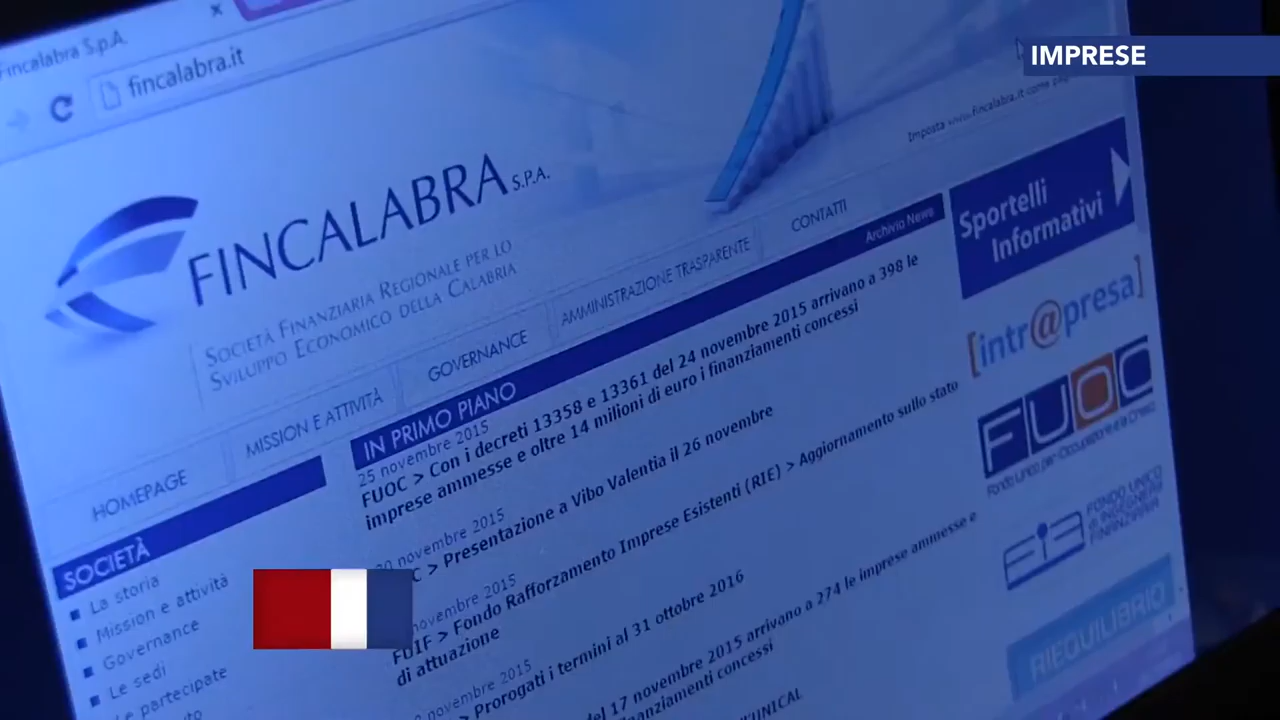 IMPRESE
Fincalabra S.p.A.
fincalabra.it
Imposta www.fincalabra.it come
FINCALABRA S.P.A.
SOCIETÀ FINANZIARIA REGIONALE PER LO
SVILUPPO ECONOMICO DELLA CALABRIA
HOMEPAGE
MISSION E ATTIVITÀ
GOVERNANCE
AMMINISTRAZIONE TRASPARENTE
CONTATTI
SOCIETÀ
La storia
Mission e attività
Governance
Le sedi
Le partecipate
IN PRIMO PIANO
Archivio News
25 novembre 2015
FUOC > Con i decreti 13358 e 13361 del 24 novembre 2015 arrivano a 398 le
imprese ammesse e oltre 14 milioni di euro i finanziamenti concessi
novembre 2015
> Presentazione a Vibo Valentia il 26 novembre
novembre 2015
FUIF > Fondo Rafforzamento Imprese Esistenti (RIE) > Aggiornamento sullo stato
di attuazione
novembre 2015
> Prorogati i termini al 31 ottobre 2016
del 17 novembre 2015 arrivano a 274 le imprese ammesse e
finanziamenti concessi
Sportelli
Informativi
[intr@presa]
FUOC
Fondo Unico per l'Occupazione e la Crescita
FUIF
FONDO UNICO
DI INGEGNERIA
FINANZIARIA
RIEQUILIBRIO